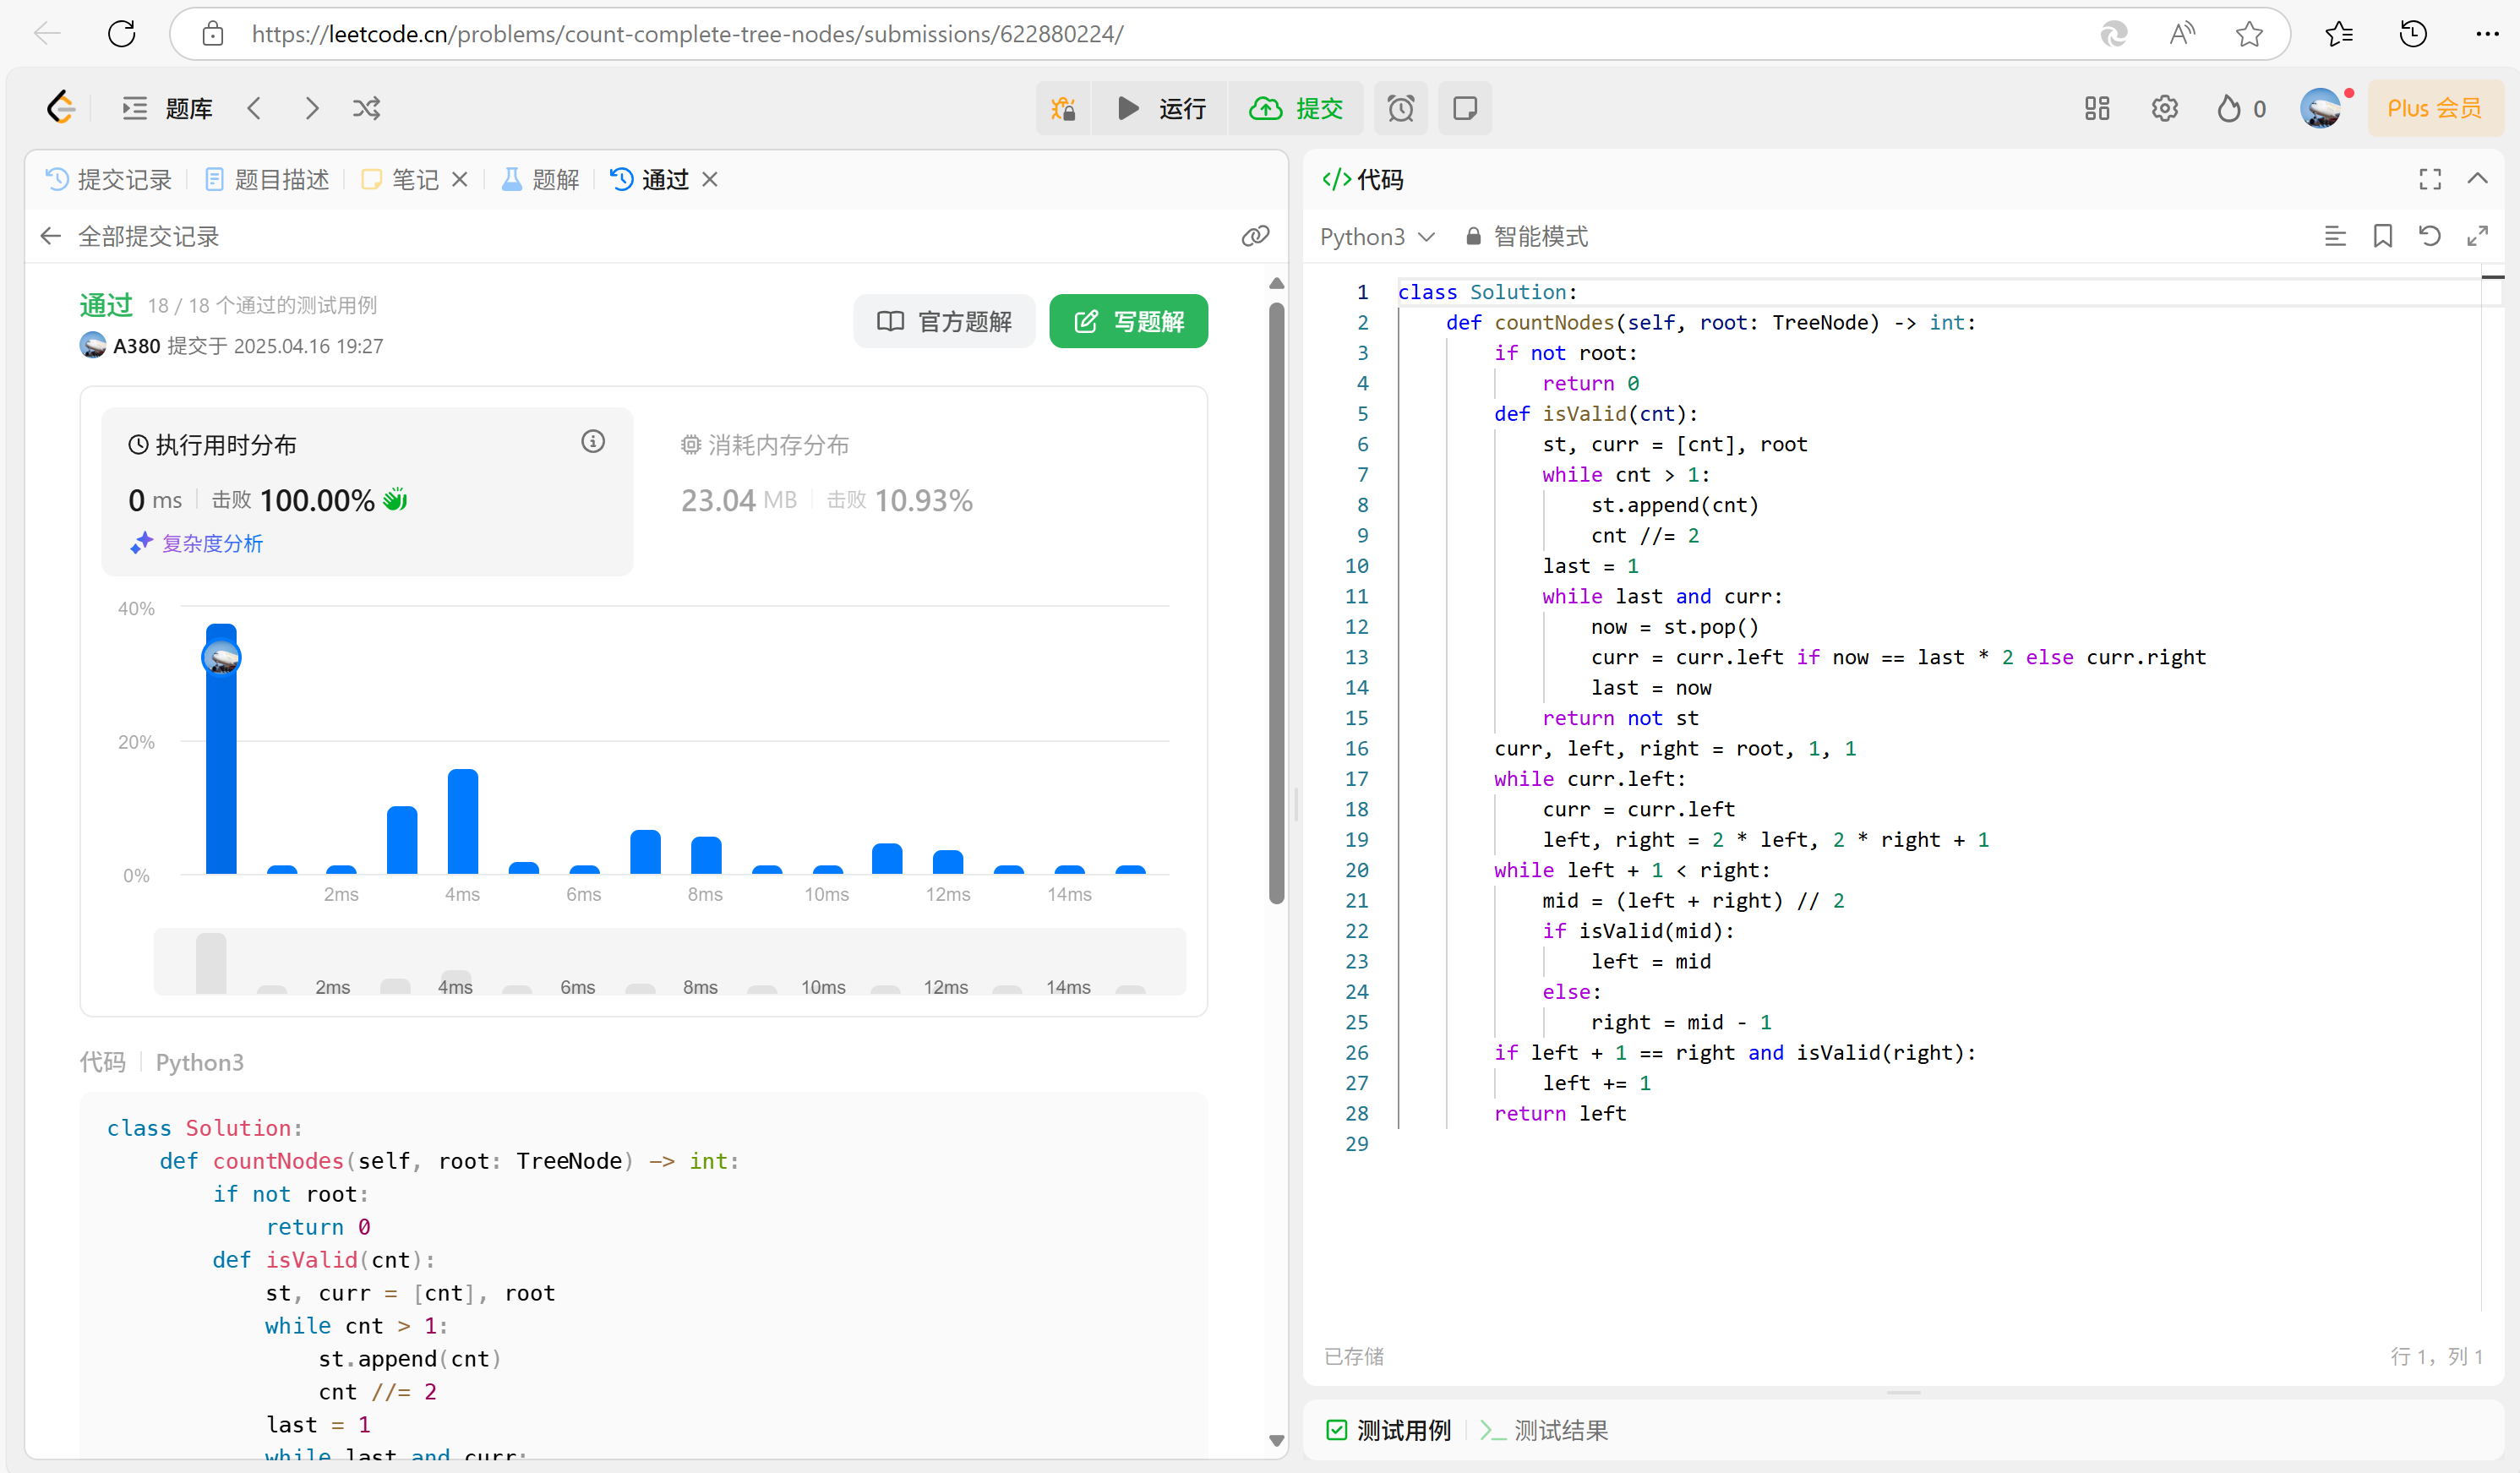 https://leetcode.cn/problems/count-complete-tree-nodes/submissions/622880224/
题库
运行
提交
0
Plus 会员
提交记录
题目描述
笔记
题解
通过
全部提交记录
通过 18 / 18 个通过的测试用例
A380 提交于 2025.04.16 19:27
官方题解
写题解
执行用时分布
0 ms 击败 100.00%
复杂度分析
消耗内存分布
23.04 MB 击败 10.93%
40%
20%
0%
2ms 4ms 6ms 8ms 10ms 12ms 14ms
2ms 4ms 6ms 8ms 10ms 12ms 14ms
代码 Python3
class Solution:
    def countNodes(self, root: TreeNode) -> int:
        if not root:
            return 0
        def isValid(cnt):
            st, curr = [cnt], root
            while cnt > 1:
                st.append(cnt)
                cnt //= 2
            last = 1
            while last and curr:
代码
Python3 智能模式
1 class Solution:
2     def countNodes(self, root: TreeNode) -> int:
3         if not root:
4             return 0
5         def isValid(cnt):
6             st, curr = [cnt], root
7             while cnt > 1:
8                 st.append(cnt)
9                 cnt //= 2
10             last = 1
11             while last and curr:
12                 now = st.pop()
13                 curr = curr.left if now == last * 2 else curr.right
14                 last = now
15             return not st
16         curr, left, right = root, 1, 1
17         while curr.left:
18             curr = curr.left
19             left, right = 2 * left, 2 * right + 1
20         while left + 1 < right:
21             mid = (left + right) // 2
22             if isValid(mid):
23                 left = mid
24             else:
25                 right = mid - 1
26         if left + 1 == right and isValid(right):
27             left += 1
28         return left
29
已存储
行 1，列 1
测试用例
测试结果